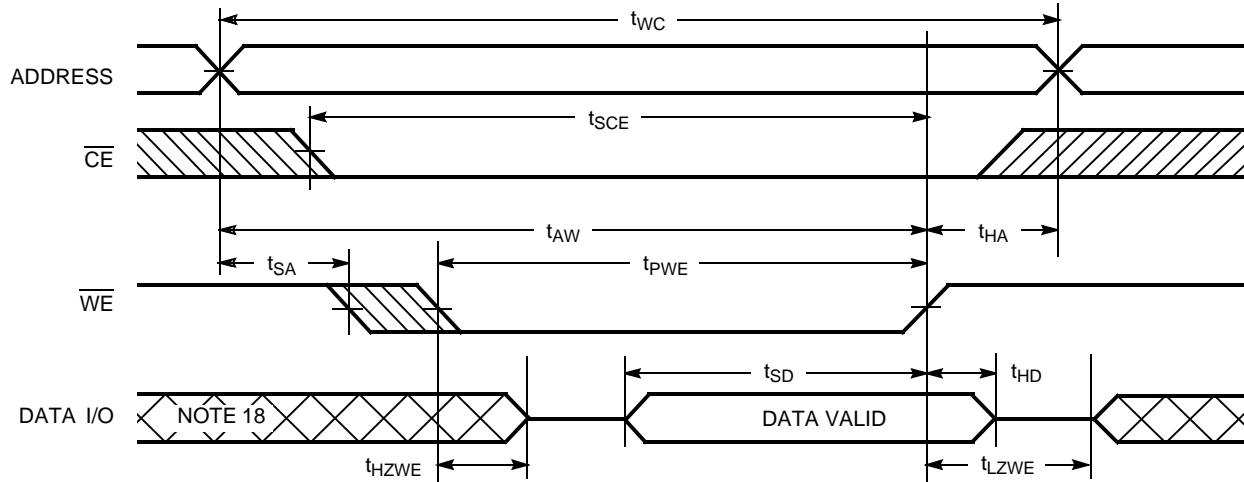 tWC
ADDRESS
tSCE
CE
tAW
tHA
tSA
tPWE
WE
tSD
tHD
DATA I/O
NOTE 18
DATA VALID
tHZWE
tLZWE